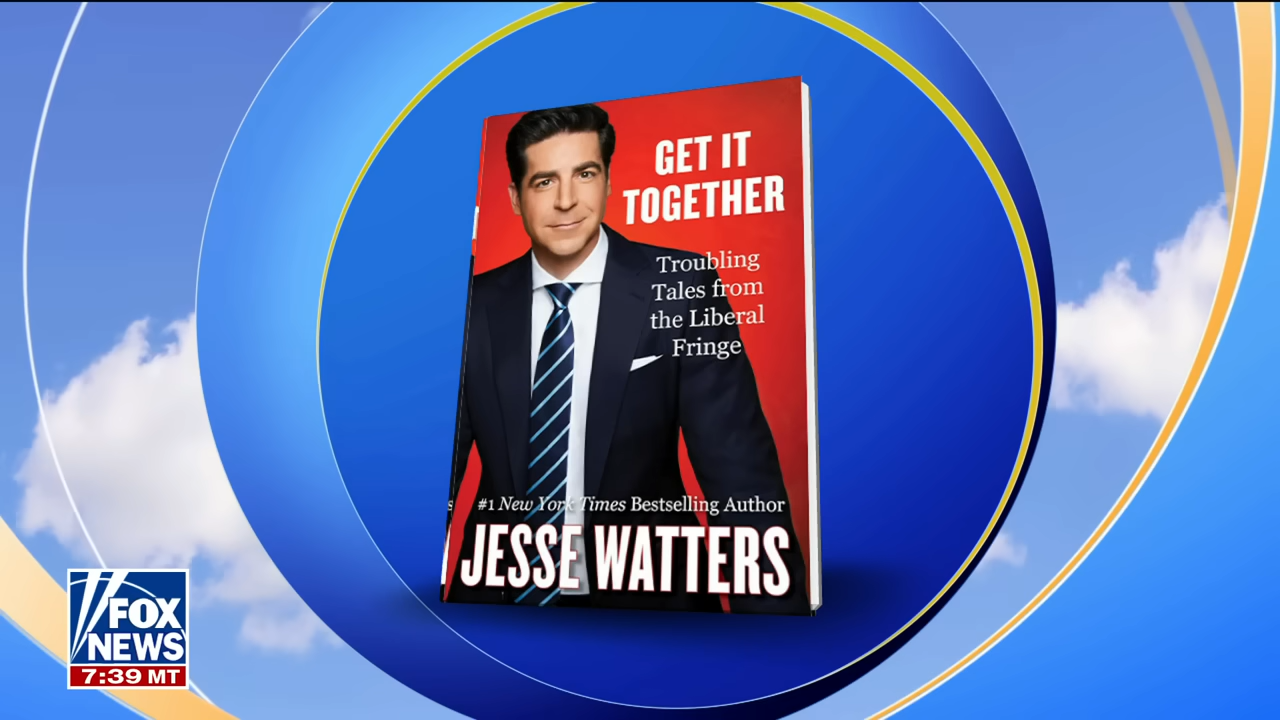 GET IT
TOGETHER
Troubling
Tales from
the Liberal
Fringe
s
#1 New York Times Bestselling Author
JESSE WATTERS
FOX
NEWS
7:39 MT